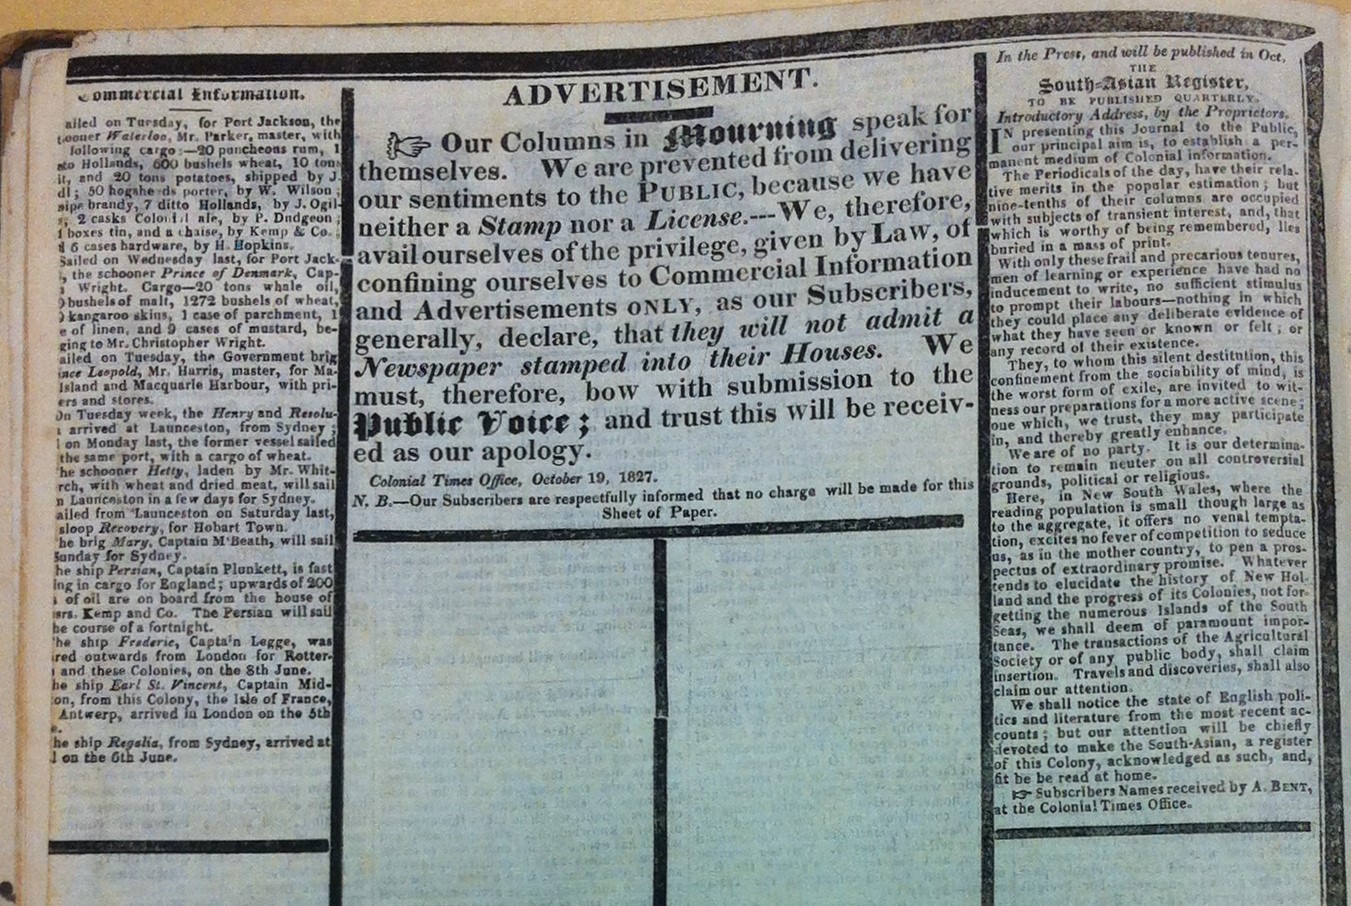 Commercial Information.
ailed on Tuesday, for Port Jackson, the
Waterloo, Mr. Parker, master, with
following cargo:—20 puncheons rum, 1
Hollands, 600 bushels wheat, 10 tons
it, and 20 tons potatoes, shipped by J.
dl; 50 hogsheads porter, by W. Wilson;
pipe brandy, 7 ditto Hollands, by J. Ogil-
s, 2 casks Colonial ale, by P. Dudgeon;
boxes tin, and a chaise, by Kemp & Co.;
6 cases hardware, by H. Hopkins.
Sailed on Wednesday last, for Port Jack-
, the schooner Prince of Denmark, Cap-
Wright. Cargo—20 tons whale oil,
bushels of malt, 1272 bushels of wheat,
kangaroo skins, 1 case of parchment, 1
e of linen, and 9 cases of mustard, be-
ging to Mr. Christopher Wright.
ailed on Tuesday, the Government brig
ince Leopold, Mr. Harris, master, for Ma-
Island and Macquarie Harbour, with pri-
ers and stores.
On Tuesday week, the Henry and Resolu-
arrived at Launceston, from Sydney;
on Monday last, the former vessel sailed
the same port, with a cargo of wheat.
he schooner Hetty, laden by Mr. Whit-
rch, with wheat and dried meat, will sail
n Launceston in a few days for Sydney.
ailed from Launceston on Saturday last,
sloop Recovery, for Hobart Town.
he brig Mary, Captain M'Beath, will sail
Sunday for Sydney.
he ship Persian, Captain Plunkett, is fast
ing in cargo for England; upwards of 200
of oil are on board from the house of
srs. Kemp and Co. The Persian will sail
he course of a fortnight.
he ship Frederic, Captain Legge, was
red outwards from London for Rotter-
and these Colonies, on the 8th June.
he ship Earl St. Vincent, Captain Mid-
on, from this Colony, the Isle of France,
Antwerp, arrived in London on the 5th
e.
he ship Regalia, from Sydney, arrived at
l on the 6th June.
ADVERTISEMENT.
☞ Our Columns in Mourning speak for
themselves. We are prevented from delivering
our sentiments to the PUBLIC, because we have
neither a Stamp nor a License.---We, therefore,
avail ourselves of the privilege, given by Law, of
confining ourselves to Commercial Information
and Advertisements ONLY, as our Subscribers,
generally, declare, that they will not admit a
Newspaper stamped into their Houses. We
must, therefore, bow with submission to the
Public Voice; and trust this will be receiv-
ed as our apology.
Colonial Times Office, October 19, 1827.
N. B.—Our Subscribers are respectfully informed that no charge will be made for this
Sheet of Paper.
In the Press, and will be published in Oct.
THE
South-Asian Register,
TO BE PUBLISHED QUARTERLY.
Introductory Address, by the Proprietors.
IN presenting this Journal to the Public,
our principal aim is, to establish a per-
manent medium of Colonial information.
The Periodicals of the day, have their rela-
tive merits in the popular estimation; but
nine-tenths of their columns are occupied
with subjects of transient interest, and, that
which is worthy of being remembered, lies
buried in a mass of print.
With only these frail and precarious tenures,
men of learning or experience have had no
inducement to write, no sufficient stimulus
to prompt their labours—nothing in which
they could place any deliberate evidence of
what they have seen or known or felt; or
any record of their existence.
They, to whom this silent destitution, this
confinement from the sociability of mind, is
the worst form of exile, are invited to wit-
ness our preparations for a more active scene;
one which, we trust, they may participate
in, and thereby greatly enhance.
We are of no party. It is our determina-
tion to remain neuter on all controversial
grounds, political or religious.
Here, in New South Wales, where the
reading population is small though large as
to the aggregate, it offers no venal tempta-
tion, excites no fever of competition to seduce
us, as in the mother country, to pen a pros-
pectus of extraordinary promise. Whatever
tends to elucidate the history of New Hol-
land and the progress of its Colonies, not for-
getting the numerous Islands of the South
Seas, we shall deem of paramount impor-
tance. The transactions of the Agricultural
Society or of any public body, shall claim
insertion. Travels and discoveries, shall also
claim our attention.
We shall notice the state of English poli-
tics and literature from the most recent ac-
counts; but our attention will be chiefly
devoted to make the South-Asian, a register
of this Colony, acknowledged as such, and,
fit be be read at home.
☞ Subscribers Names received by A. BENT,
at the Colonial Times Office.